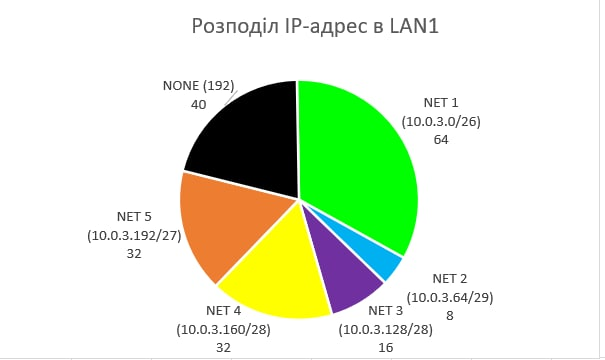 Розподіл IP-адрес в LAN1
NONE (192)
40
NET 1
(10.0.3.0/26)
64
NET 5
(10.0.3.192/27)
32
NET 2
(10.0.3.64/29)
8
NET 4
(10.0.3.160/28)
32
NET 3
(10.0.3.128/28)
16